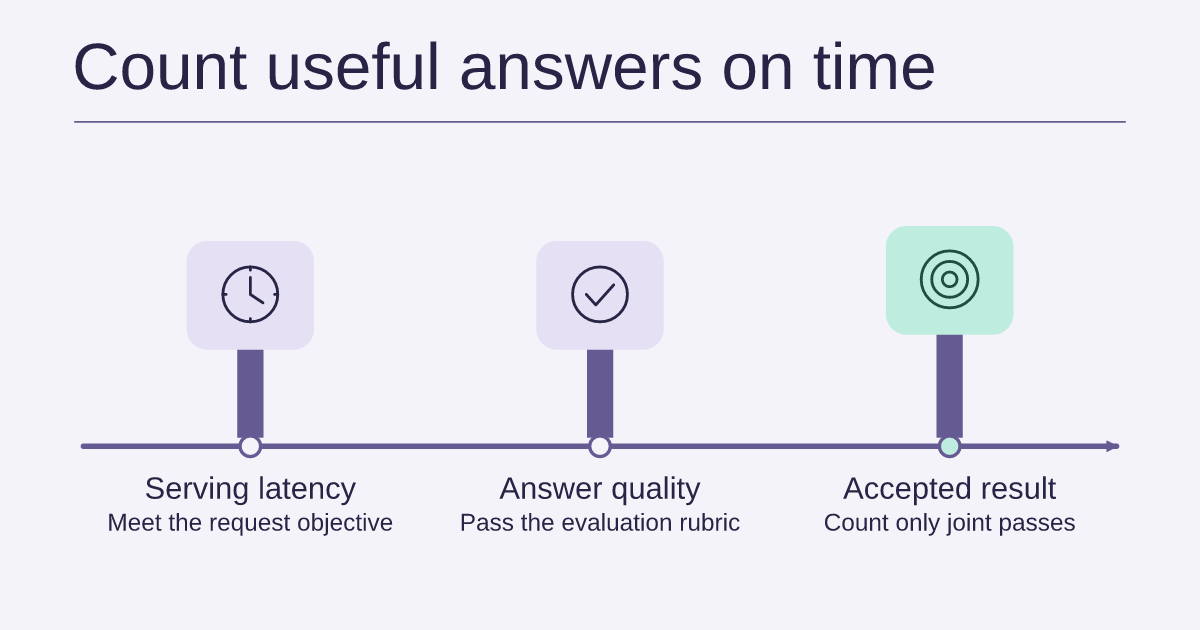 Count useful answers on time
Serving latency
Meet the request objective
Answer quality
Pass the evaluation rubric
Accepted result
Count only joint passes